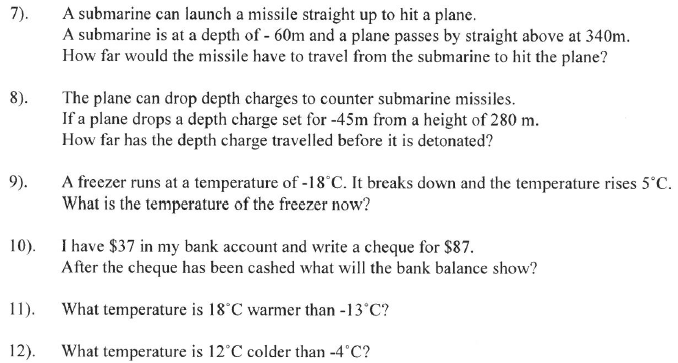 7). A submarine can launch a missile straight up to hit a plane.
A submarine is at a depth of - 60m and a plane passes by straight above at 340m.
How far would the missile have to travel from the submarine to hit the plane?
8). The plane can drop depth charges to counter submarine missiles.
If a plane drops a depth charge set for -45m from a height of 280 m.
How far has the depth charge travelled before it is detonated?
9). A freezer runs at a temperature of -18°C. It breaks down and the temperature rises 5°C.
What is the temperature of the freezer now?
10). I have $37 in my bank account and write a cheque for $87.
After the cheque has been cashed what will the bank balance show?
11). What temperature is 18°C warmer than -13°C?
12). What temperature is 12°C colder than -4°C?